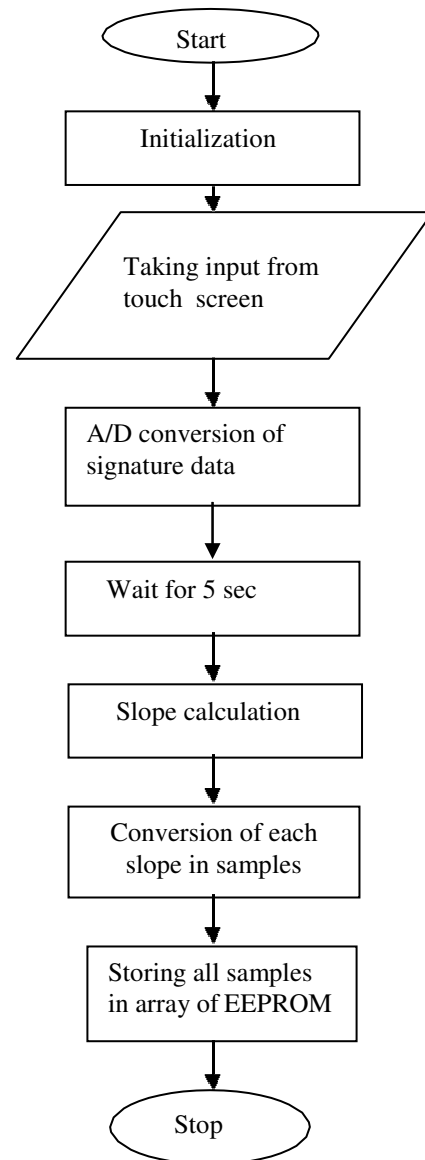 Start
Initialization
Taking input from
touch screen
A/D conversion of
signature data
Wait for 5 sec
Slope calculation
Conversion of each
slope in samples
Storing all samples
in array of EEPROM
Stop